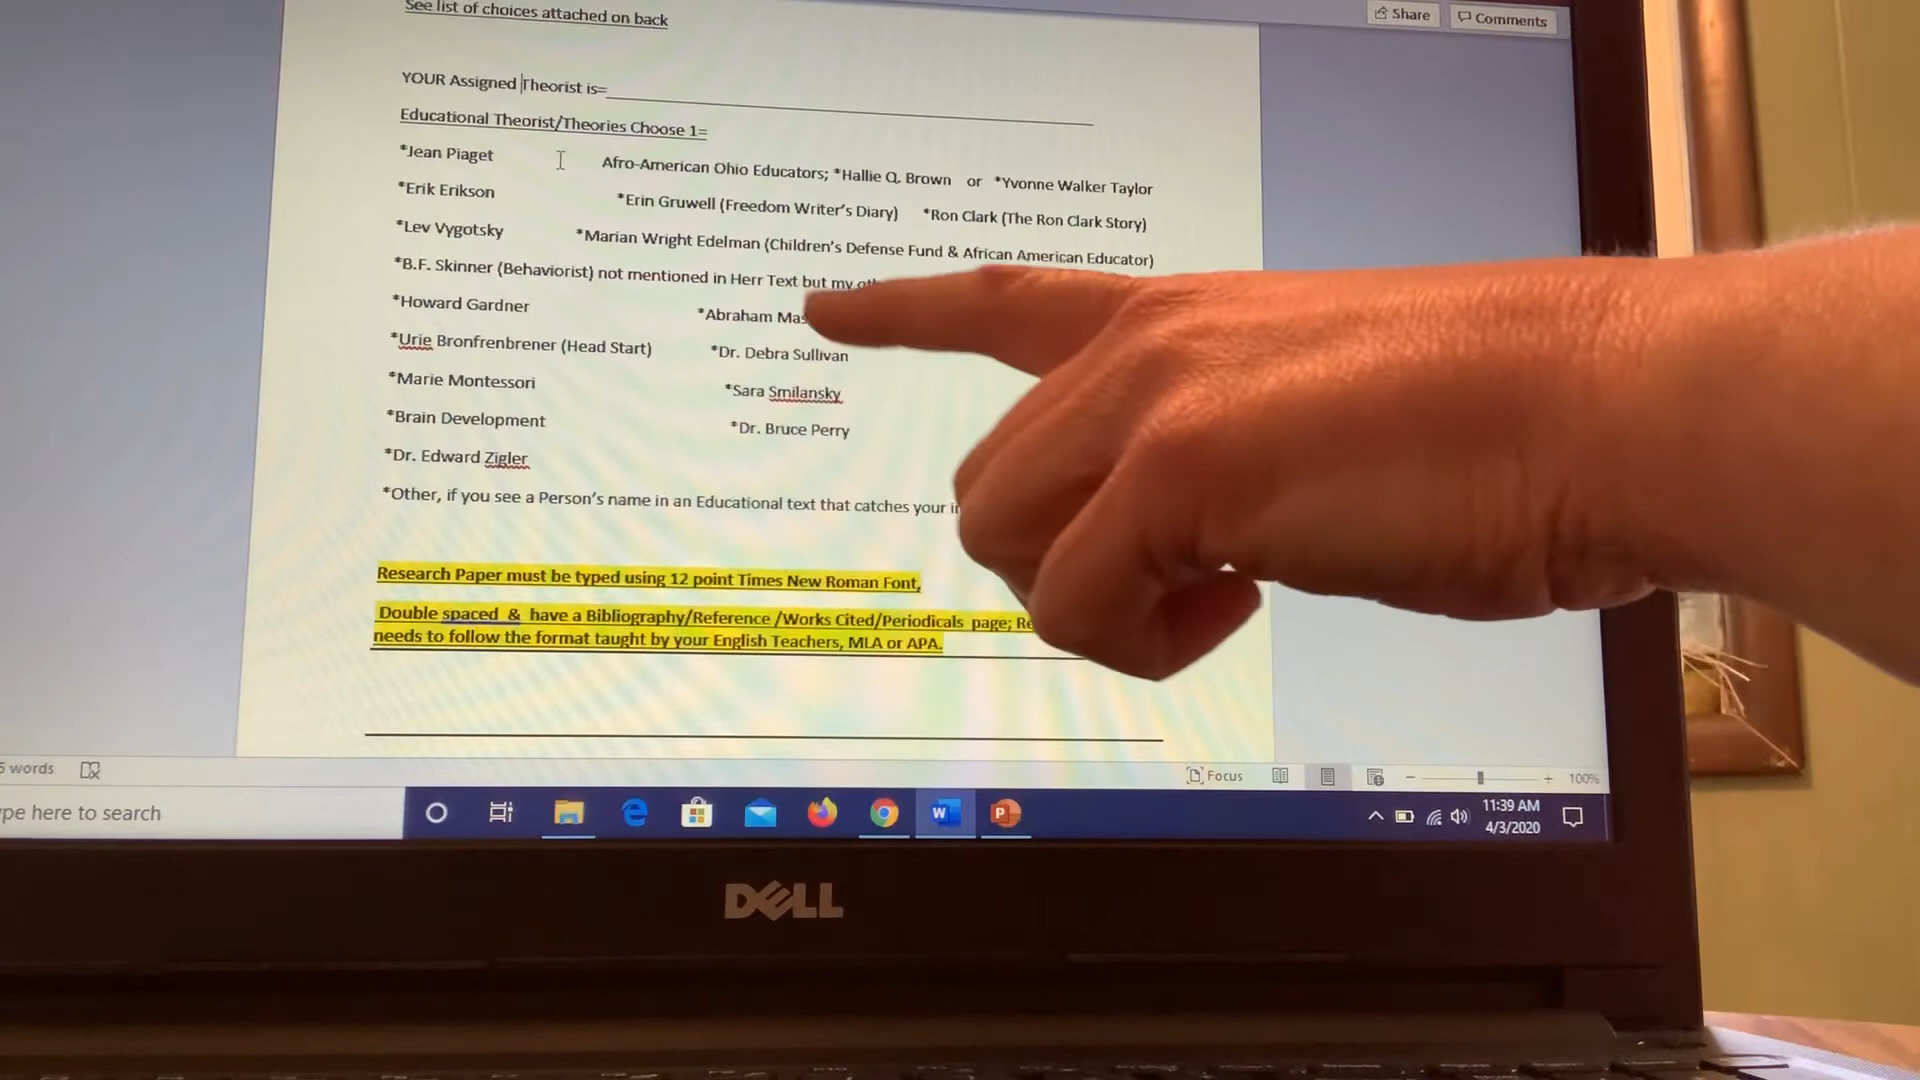 See list of choices attached on back
Share
Comments
YOUR Assigned Theorist is=
Educational Theorist/Theories Choose 1=
*Jean Piaget Afro-American Ohio Educators; *Hallie Q. Brown or *Yvonne Walker Taylor
*Erik Erikson *Erin Gruwell (Freedom Writer's Diary) *Ron Clark (The Ron Clark Story)
*Lev Vygotsky *Marian Wright Edelman (Children's Defense Fund & African American Educator)
*B.F. Skinner (Behaviorist) not mentioned in Herr Text but my
*Howard Gardner *Abraham
*Urie Bronfrenbrener (Head Start) *Dr. Debra Sullivan
*Marie Montessori *Sara Smilansky
*Brain Development *Dr. Bruce Perry
*Dr. Edward Zigler
*Other, if you see a Person's name in an Educational text that catches your
Research Paper must be typed using 12 point Times New Roman Font,
Double spaced & have a Bibliography/Reference /Works Cited/Periodicals page;
needs to follow the format taught by your English Teachers, MLA or APA.
words
Focus
100%
here to search
11:39 AM
4/3/2020
DELL